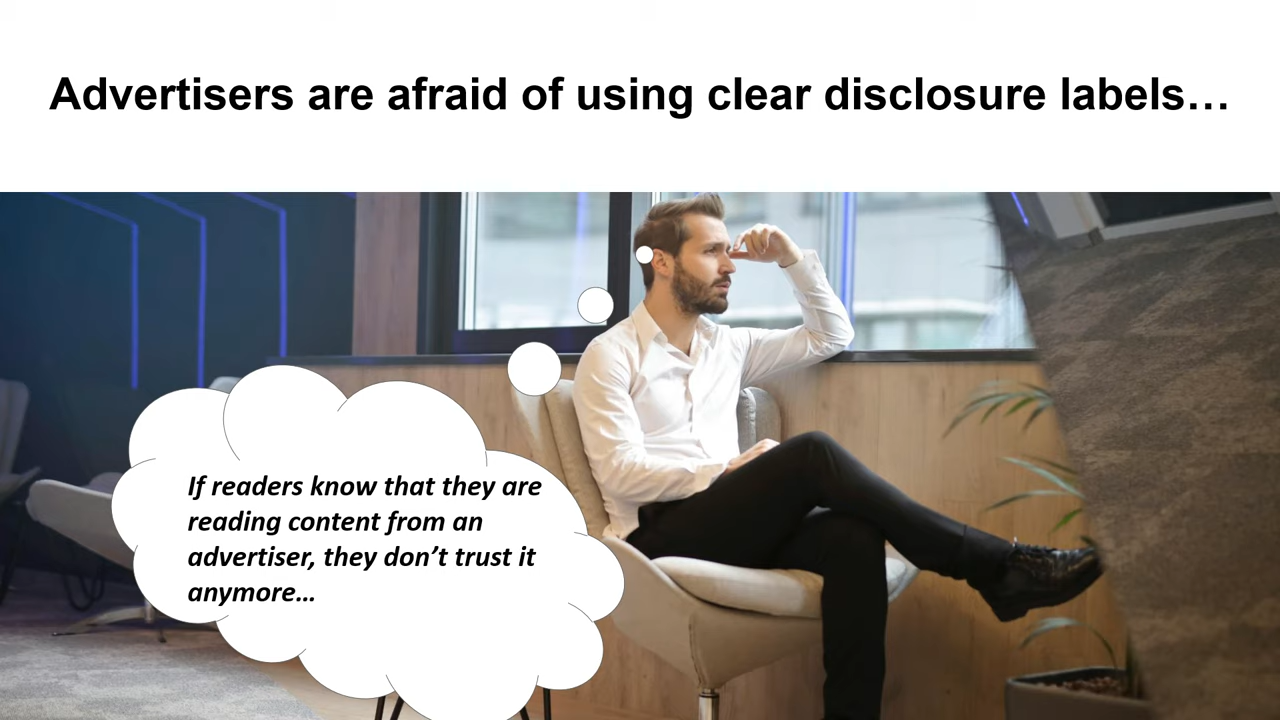 Advertisers are afraid of using clear disclosure labels…
If readers know that they are
reading content from an
advertiser, they don’t trust it
anymore…